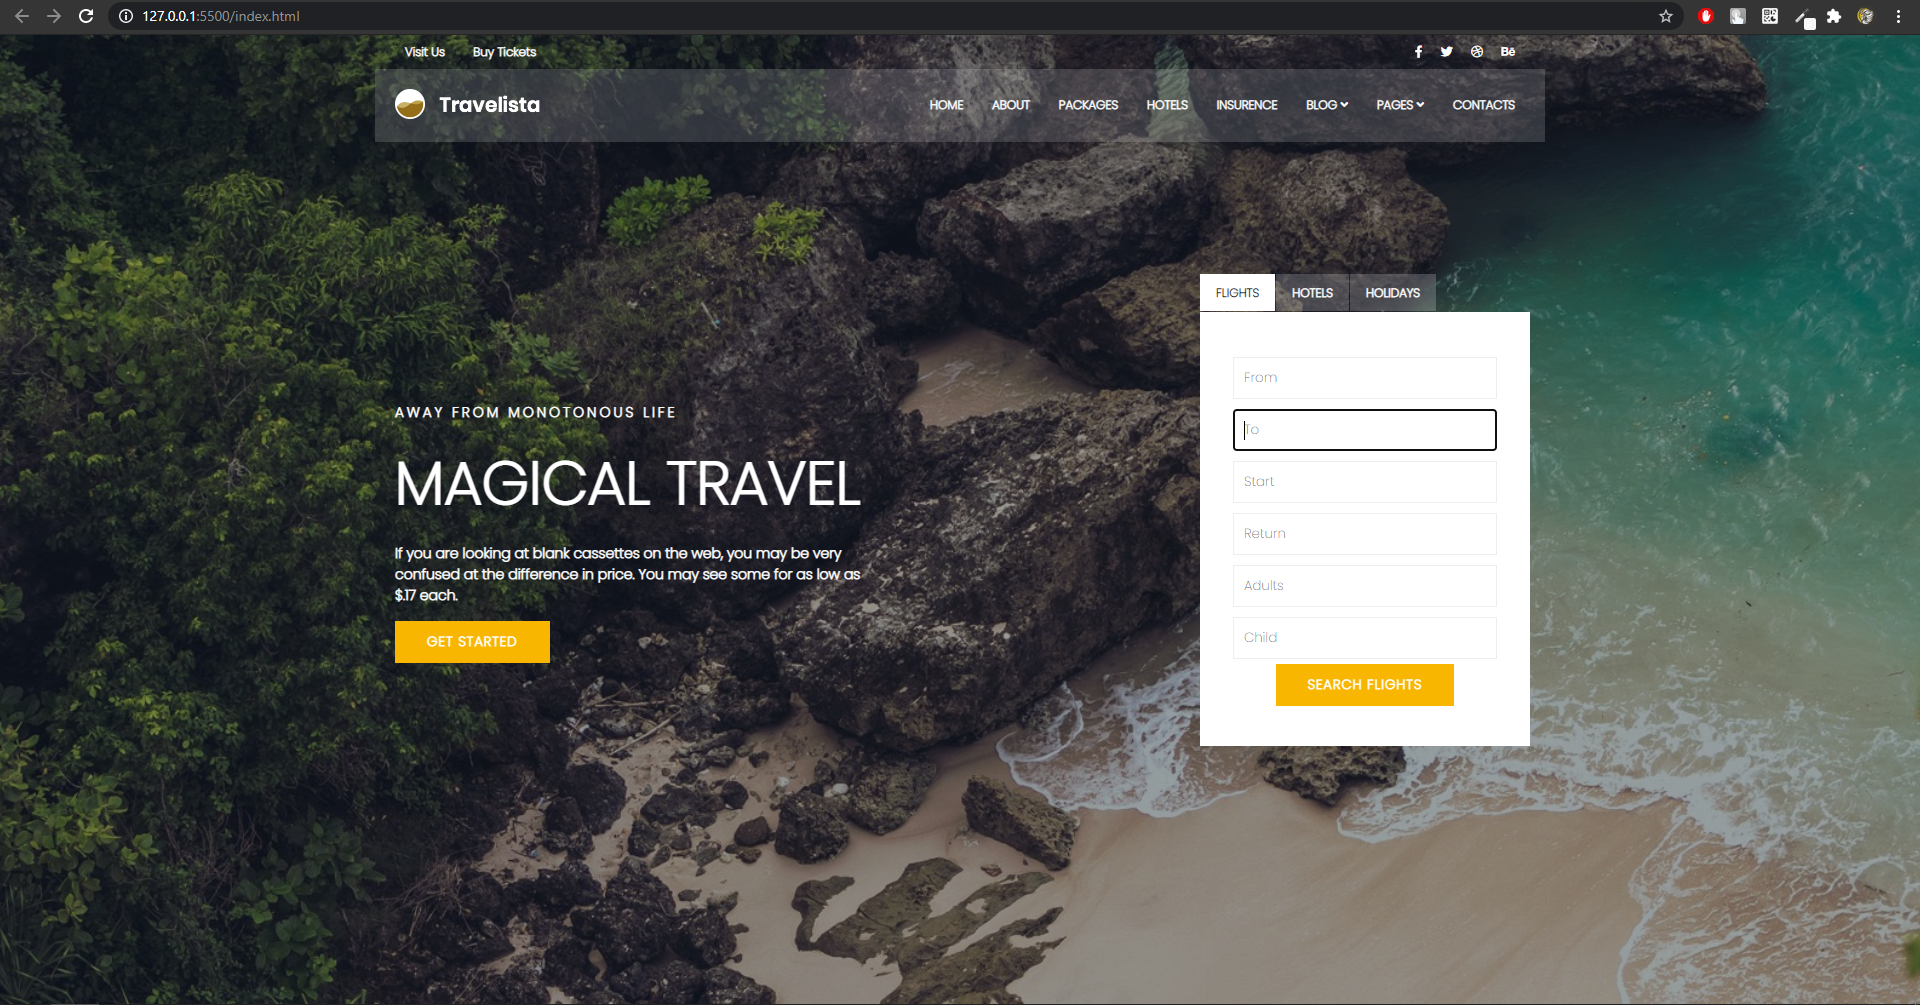 127.0.0.1:5500/index.html
Visit Us Buy Tickets
Bē
Travelista
HOME ABOUT PACKAGES HOTELS INSURENCE BLOG PAGES CONTACTS
FLIGHTS HOTELS HOLIDAYS
AWAY FROM MONOTONOUS LIFE
MAGICAL TRAVEL
If you are looking at blank cassettes on the web, you may be very
confused at the difference in price. You may see some for as low as
$.17 each.
GET STARTED
From
To
Start
Return
Adults
Child
SEARCH FLIGHTS